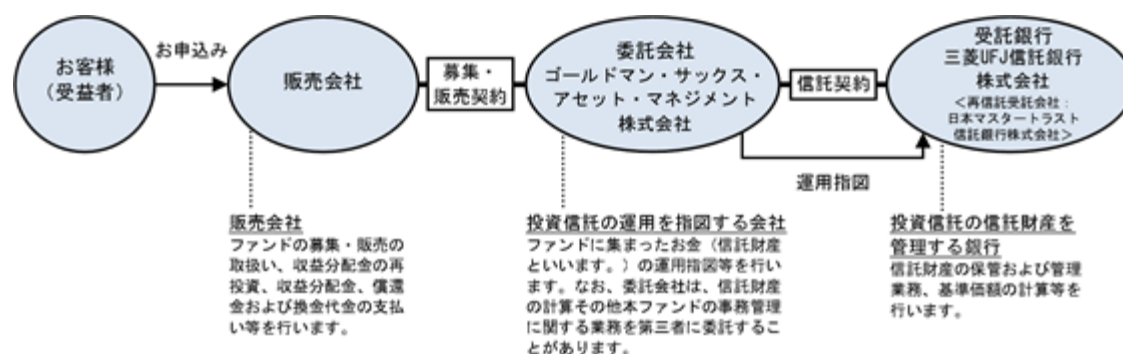 お客様
（受益者）
お申込み
販売会社
募集・
販売契約
委託会社
ゴールドマン・サックス・
アセット・マネジメント
株式会社
信託契約
受託銀行
三菱UFJ信託銀行
株式会社
＜再信託受託会社：
日本マスタートラスト
信託銀行株式会社＞
運用指図
販売会社
ファンドの募集・販売の
取扱い、収益分配金の再
投資、収益分配金、償還
金および換金代金の支払
い等を行います。
投資信託の運用を指図する会社
ファンドに集まったお金（信託財産
といいます。）の運用指図等を行い
ます。なお、委託会社は、信託財産
の計算その他本ファンドの事務管理
に関する業務を第三者に委託するこ
とがあります。
投資信託の信託財産を
管理する銀行
信託財産の保管および管理
業務、基準価額の計算等を
行います。